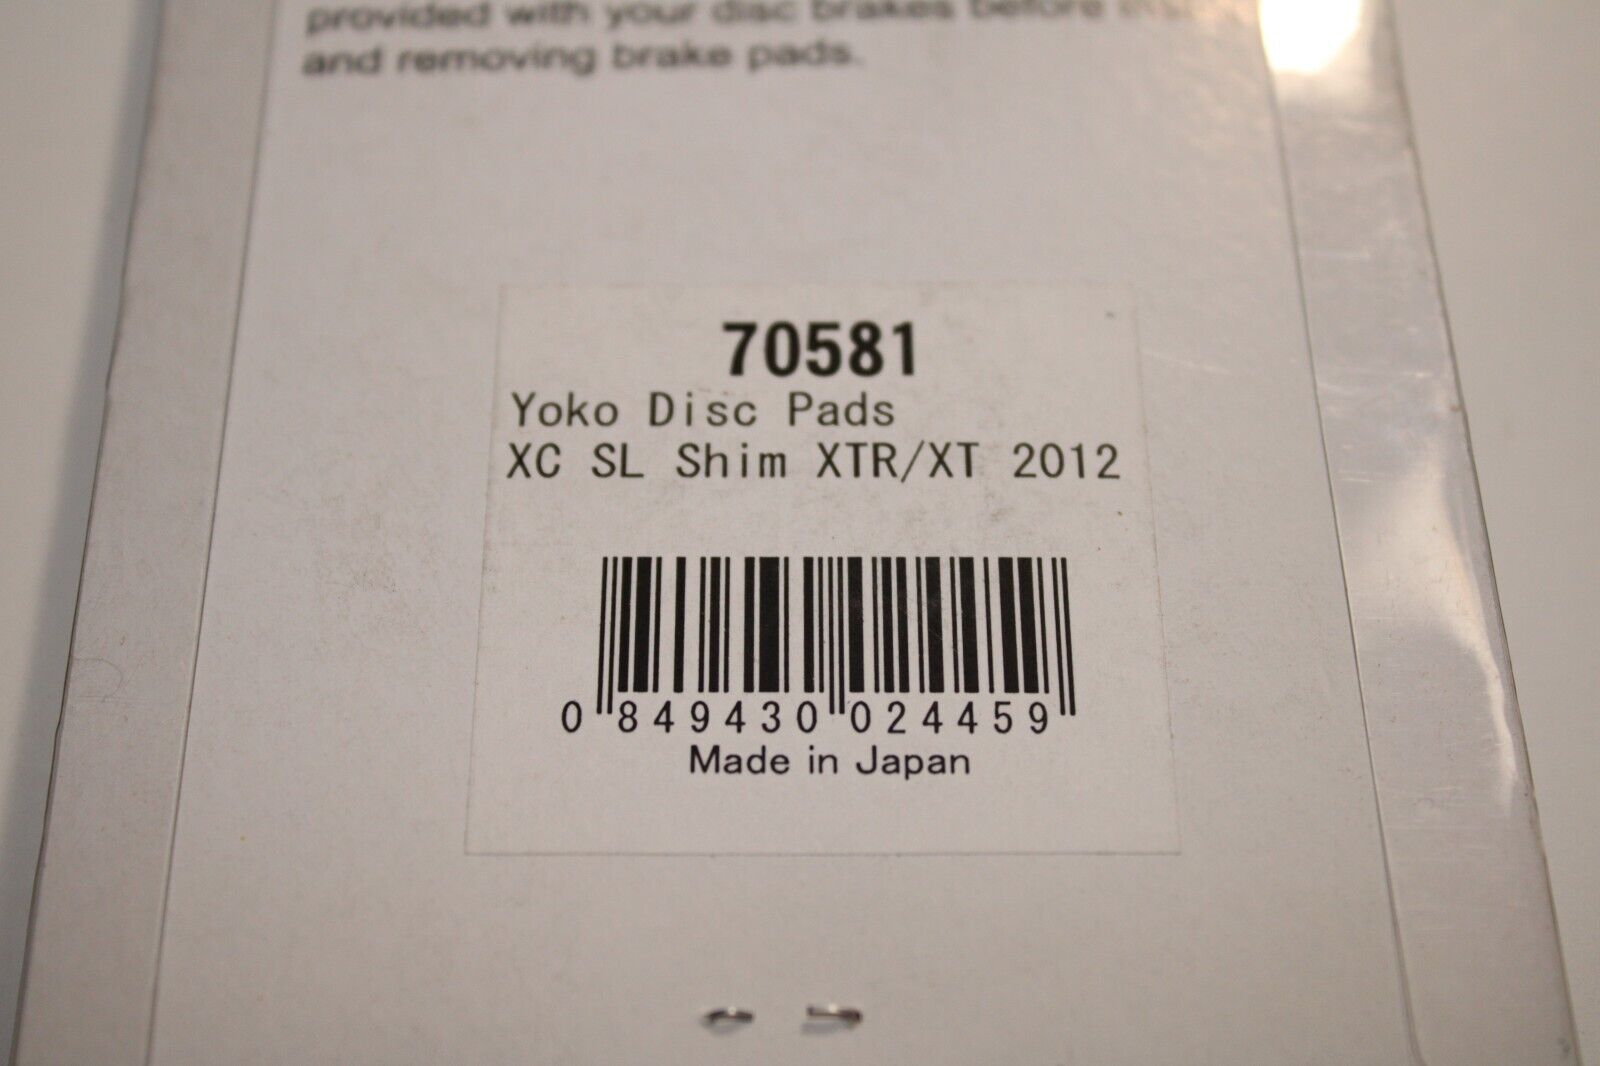 provided with your disc brakes before
and removing brake pads.
70581
Yoko Disc Pads
XC SL Shim XTR/XT 2012
0 849430 024459
Made in Japan